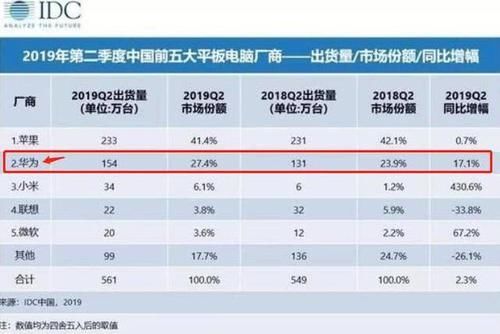 IDC
ANALYZE THE FUTURE
2019年第二季度中国前五大平板电脑厂商——出货量/市场份额/同比增幅
厂商 2019Q2出货量 (单位:万台) 2019Q2 市场份额 2018Q2出货量 (单位:万台) 2018Q2 市场份额 2019Q2 同比增幅
1.苹果 233 41.4% 231 42.1% 0.7%
2.华为 154 27.4% 131 23.9% 17.1%
3.小米 34 6.1% 6 1.2% 430.6%
4.联想 22 3.8% 32 5.9% -33.8%
5.微软 20 3.6% 12 2.2% 67.2%
其他 99 17.7% 136 24.7% -26.1%
合计 561 100.0% 549 100.0% 2.3%
来源：IDC中国，2019
注：数据均为四舍五入后的取值